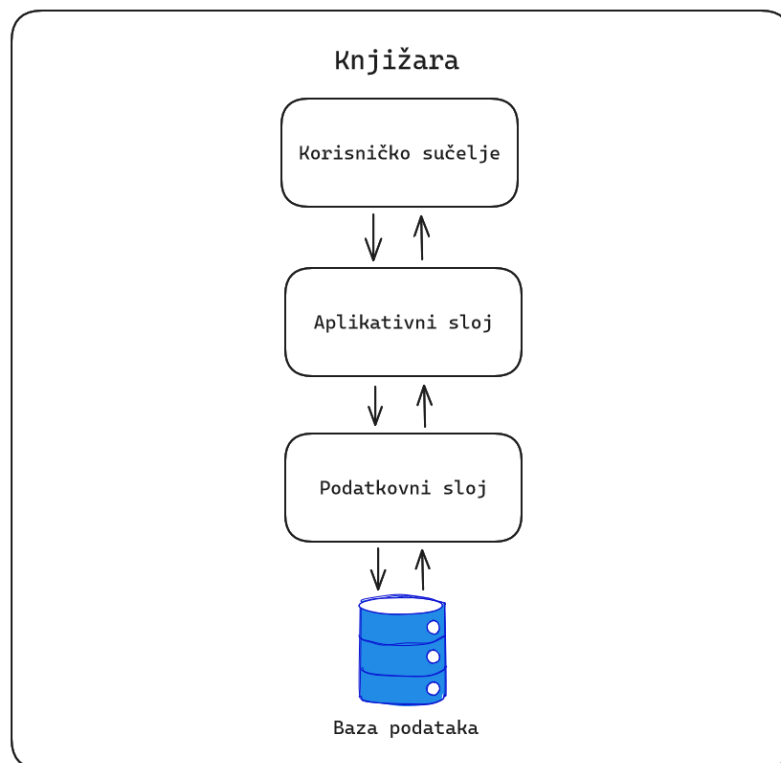 Knjižara
Korisničko sučelje
Aplikativni sloj
Podatkovni sloj
Baza podataka